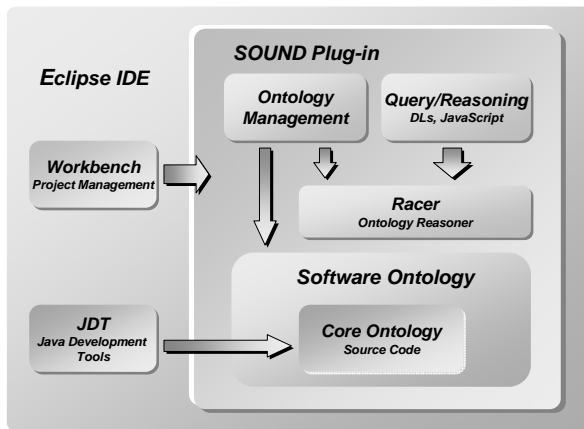 Eclipse IDE
SOUND Plug-in
Ontology
Management
Query/Reasoning
DLs, JavaScript
Workbench
Project Management
Racer
Ontology Reasoner
Software Ontology
JDT
Java Development
Tools
Core Ontology
Source Code